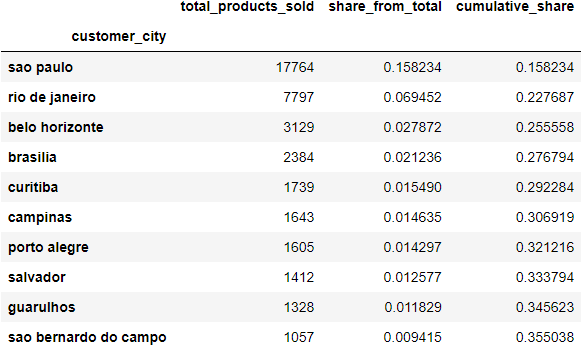 total_products_sold share_from_total cumulative_share
customer_city
sao paulo 17764 0.158234 0.158234
rio de janeiro 7797 0.069452 0.227687
belo horizonte 3129 0.027872 0.255558
brasilia 2384 0.021236 0.276794
curitiba 1739 0.015490 0.292284
campinas 1643 0.014635 0.306919
porto alegre 1605 0.014297 0.321216
salvador 1412 0.012577 0.333794
guarulhos 1328 0.011829 0.345623
sao bernardo do campo 1057 0.009415 0.355038